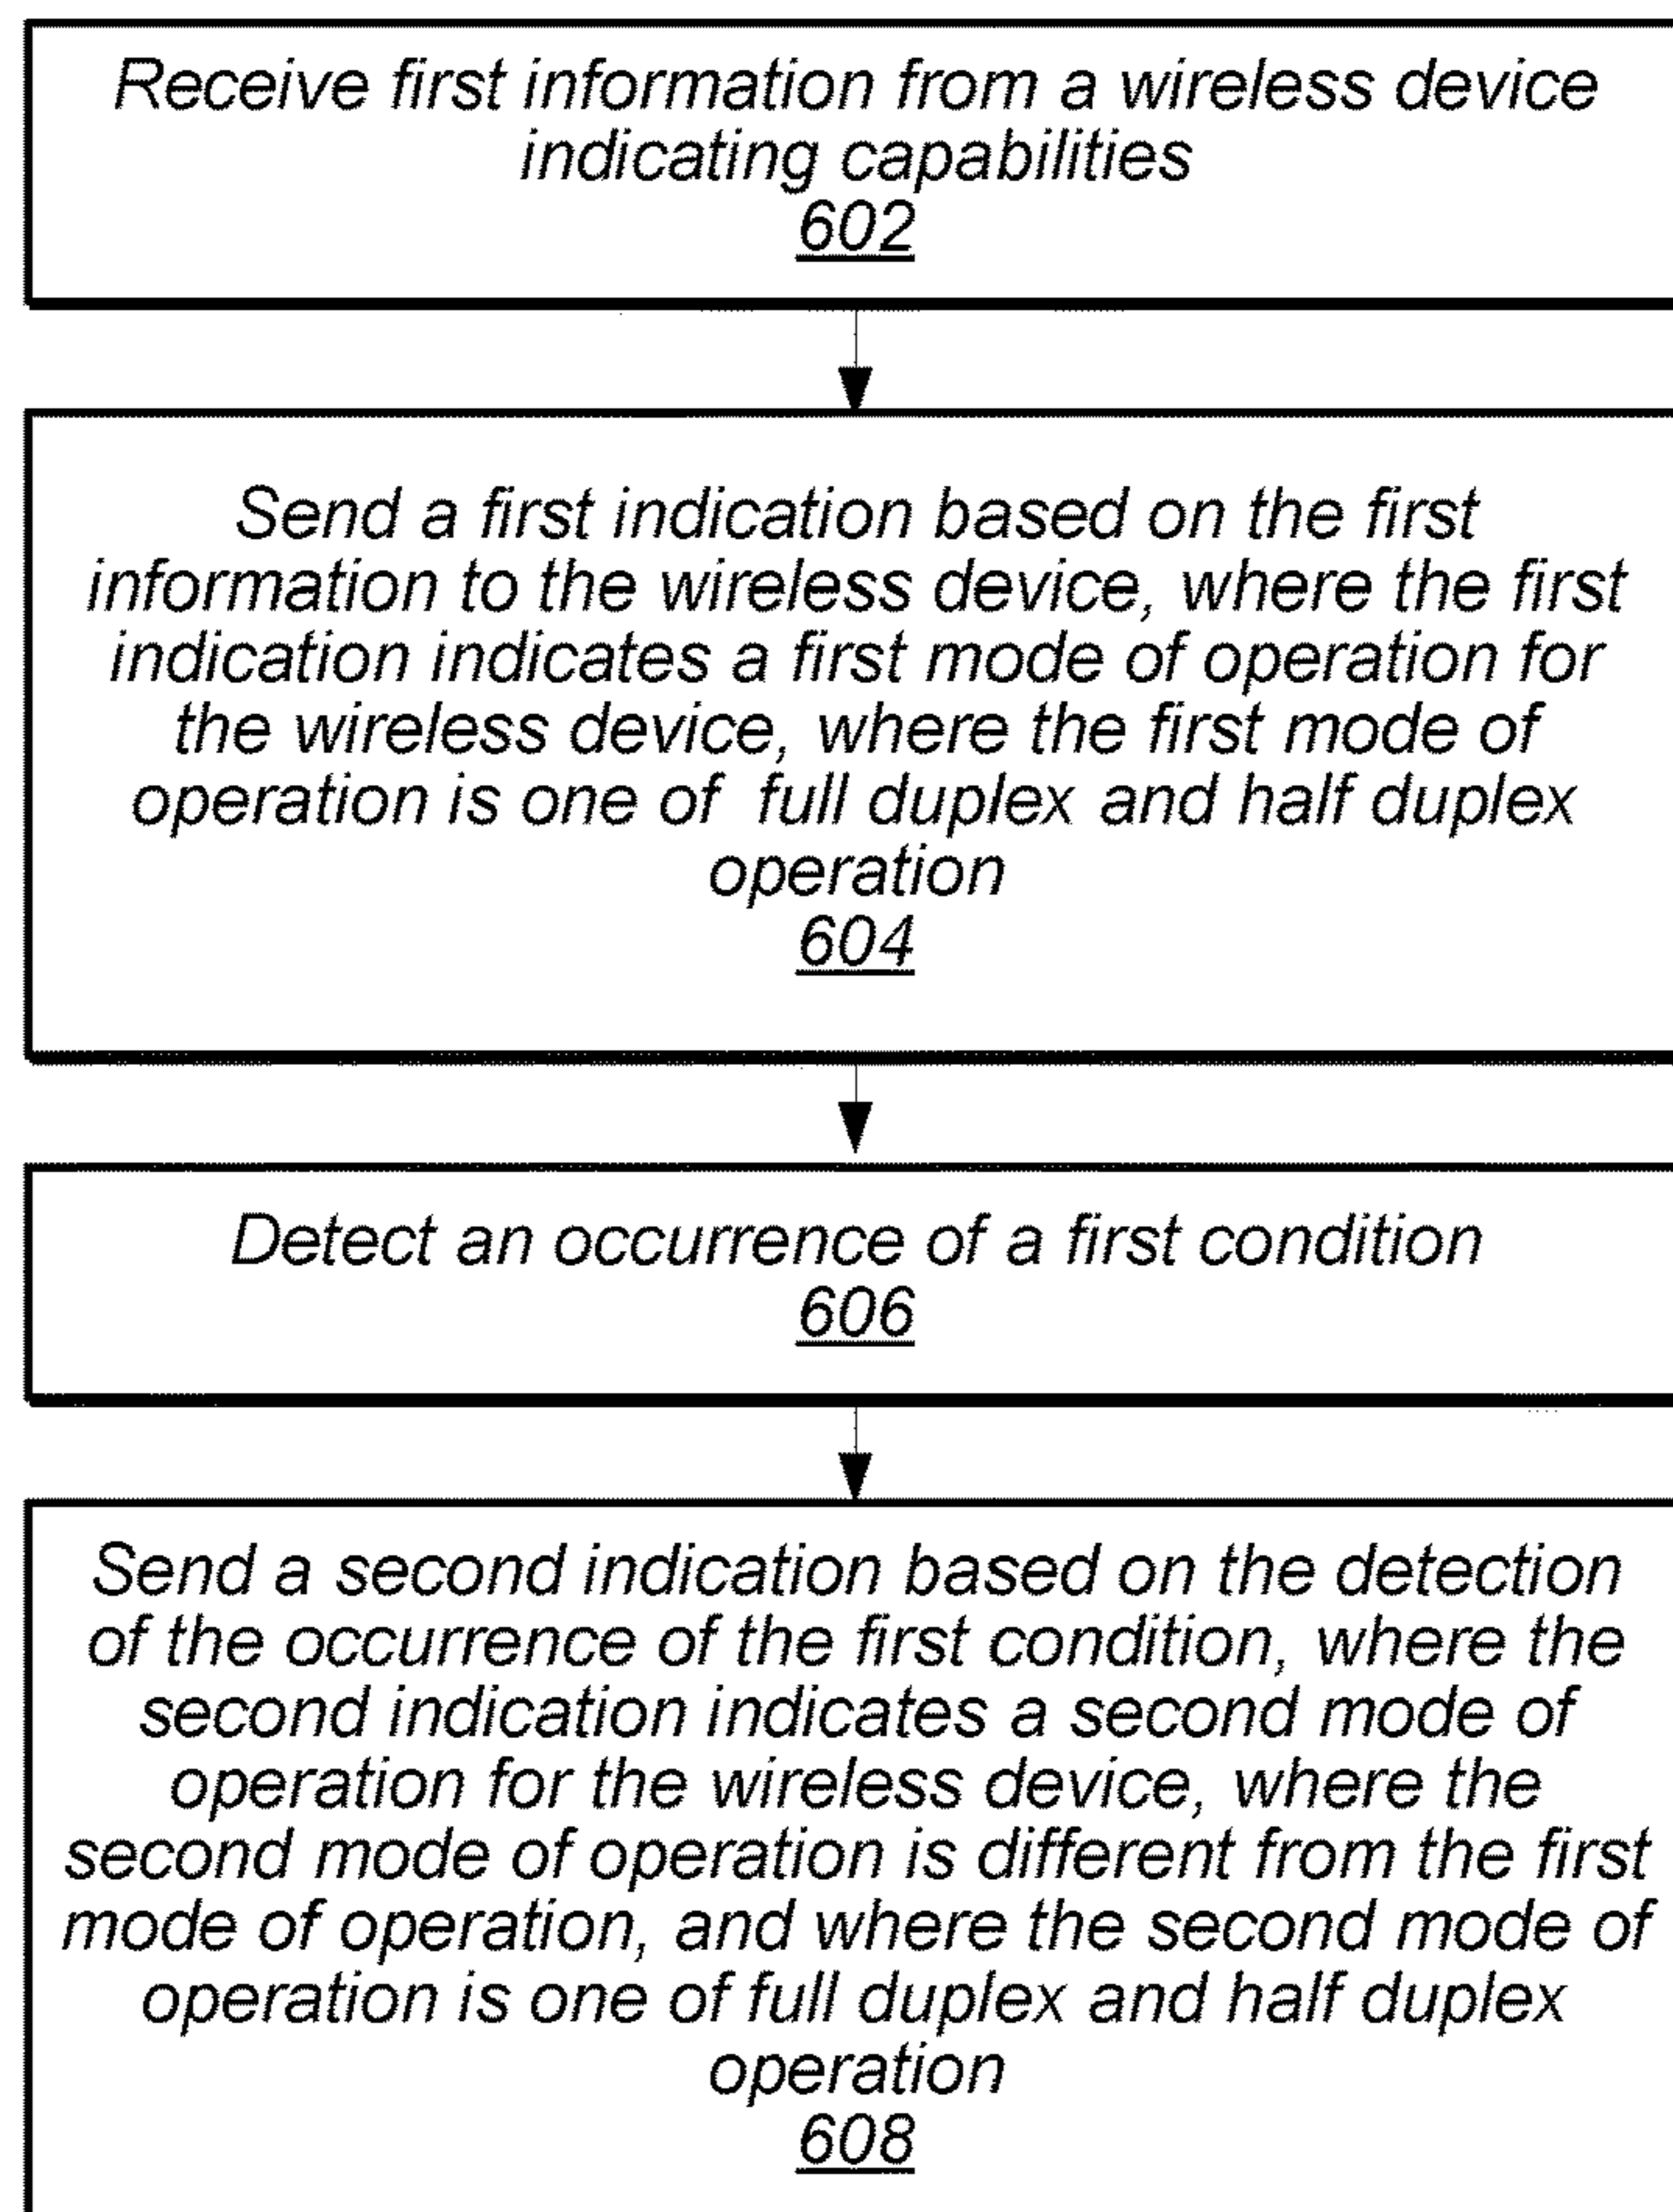 Receive first information from a wireless device
indicating capabilities
602
Send a first indication based on the first
information to the wireless device, where the first
indication indicates a first mode of operation for
the wireless device, where the first mode of
operation is one of  full duplex and half duplex
operation
604
Detect an occurrence of a first condition
606
Send a second indication based on the detection
of the occurrence of the first condition, where the
second indication indicates a second mode of
operation for the wireless device, where the
second mode of operation is different from the first
mode of operation, and where the second mode of
operation is one of full duplex and half duplex
operation
608